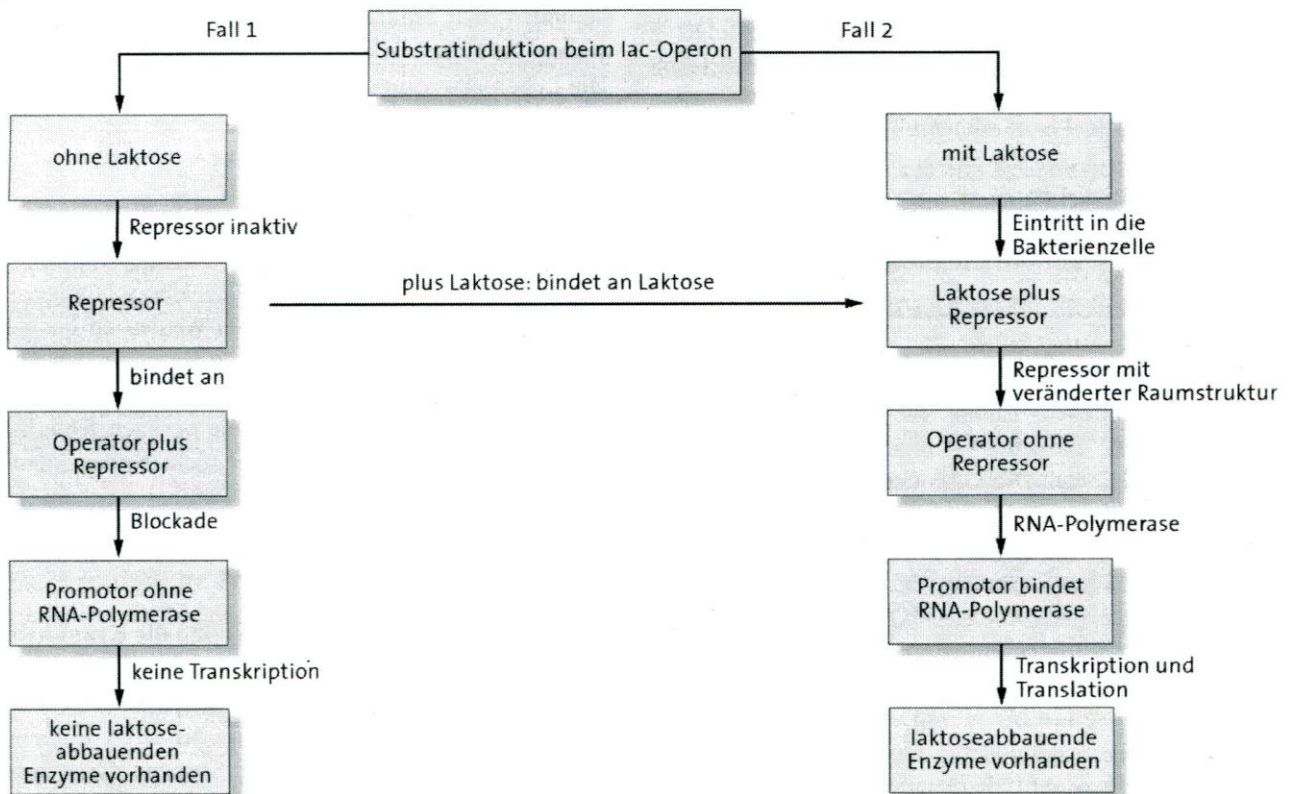 Fall 1
Substratinduktion beim lac-Operon
Fall 2
ohne Laktose
mit Laktose
Repressor inaktiv
Eintritt in die
Bakterienzelle
Repressor
plus Laktose: bindet an Laktose
Laktose plus
Repressor
bindet an
Repressor mit
veränderter Raumstruktur
Operator plus
Repressor
Operator ohne
Repressor
Blockade
RNA-Polymerase
Promotor ohne
RNA-Polymerase
Promotor bindet
RNA-Polymerase
keine Transkription
Transkription und
Translation
keine laktose-
abbauenden
Enzyme vorhanden
laktoseabbauende
Enzyme vorhanden